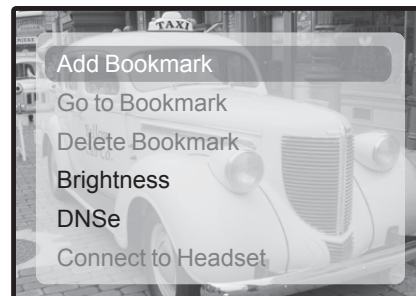 TAXI
Add Bookmark
Go to Bookmark
Delete Bookmark
Brightness
DNSe
Connect to Headset